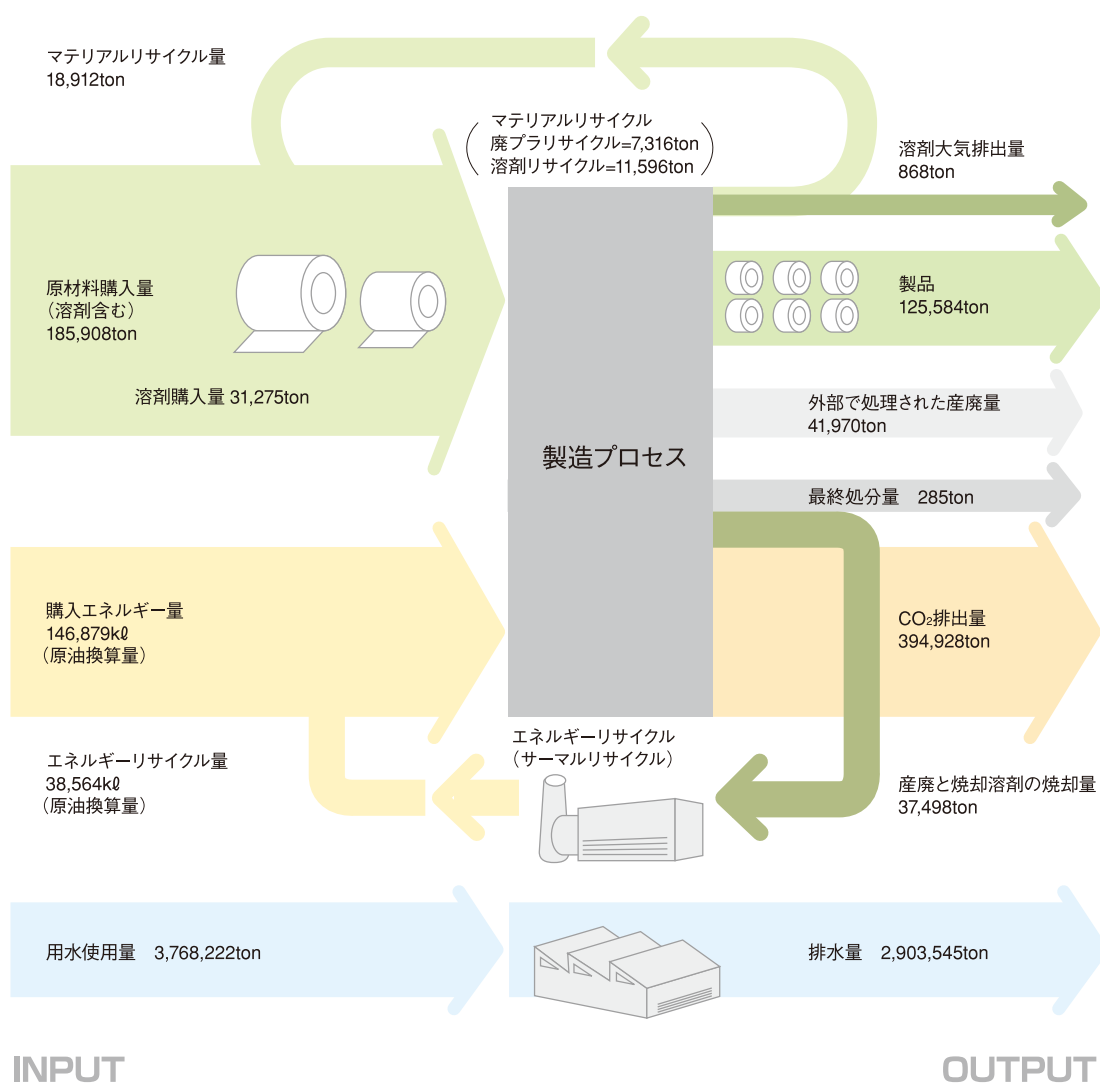 マテリアルリサイクル量
18,912ton
マテリアルリサイクル
廃プラリサイクル=7,316ton
溶剤リサイクル=11,596ton
溶剤大気排出量
868ton
原材料購入量
(溶剤含む)
185,908ton
溶剤購入量 31,275ton
製品
125,584ton
外部で処理された産廃量
41,970ton
製造プロセス
最終処分量 285ton
購入エネルギー量
146,879kℓ
(原油換算量)
CO₂排出量
394,928ton
エネルギーリサイクル
(サーマルリサイクル)
エネルギーリサイクル量
38,564kℓ
(原油換算量)
産廃と焼却溶剤の焼却量
37,498ton
用水使用量 3,768,222ton
排水量 2,903,545ton
INPUT
OUTPUT